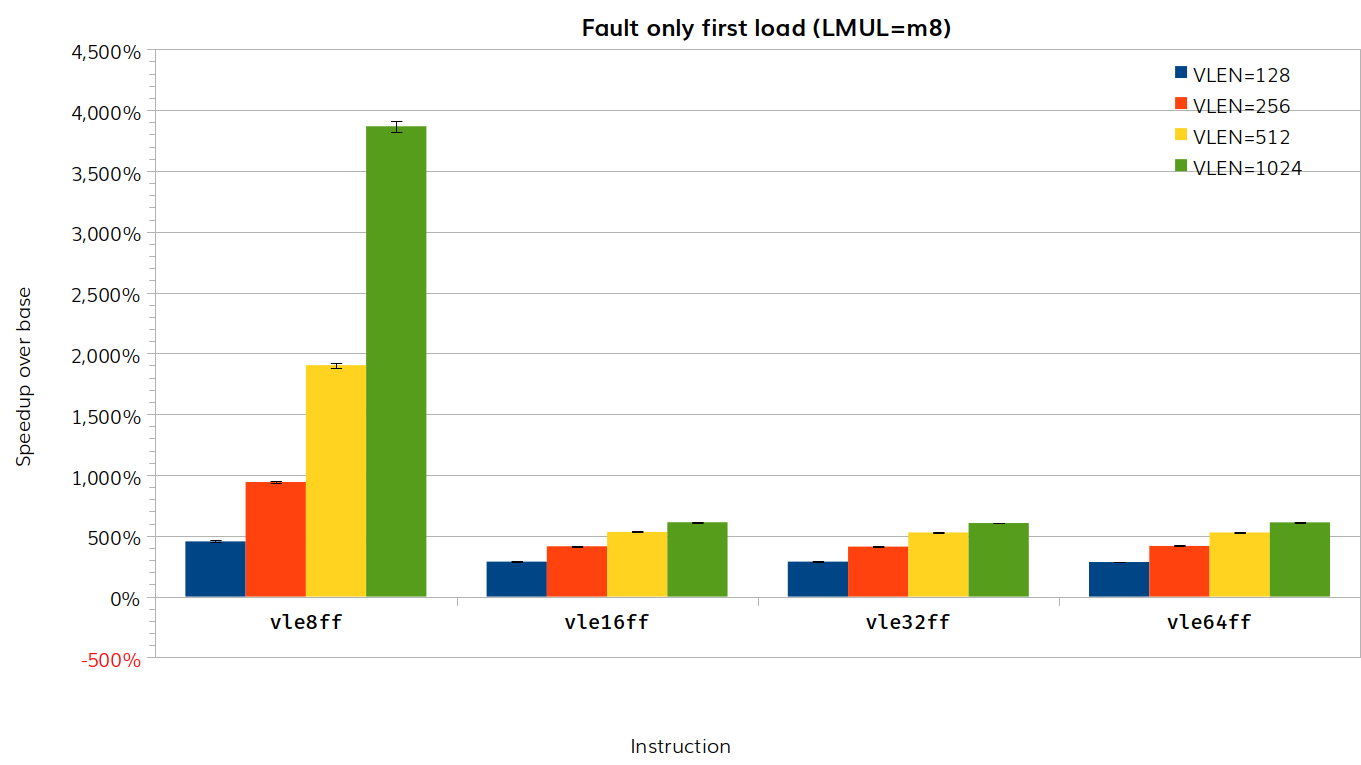 Fault only first load (LMUL=m8)
4,500%
4,000%
3,500%
3,000%
2,500%
2,000%
1,500%
1,000%
500%
0%
-500%
Speedup over base
VLEN=128
VLEN=256
VLEN=512
VLEN=1024
vle8ff
vle16ff
vle32ff
vle64ff
Instruction